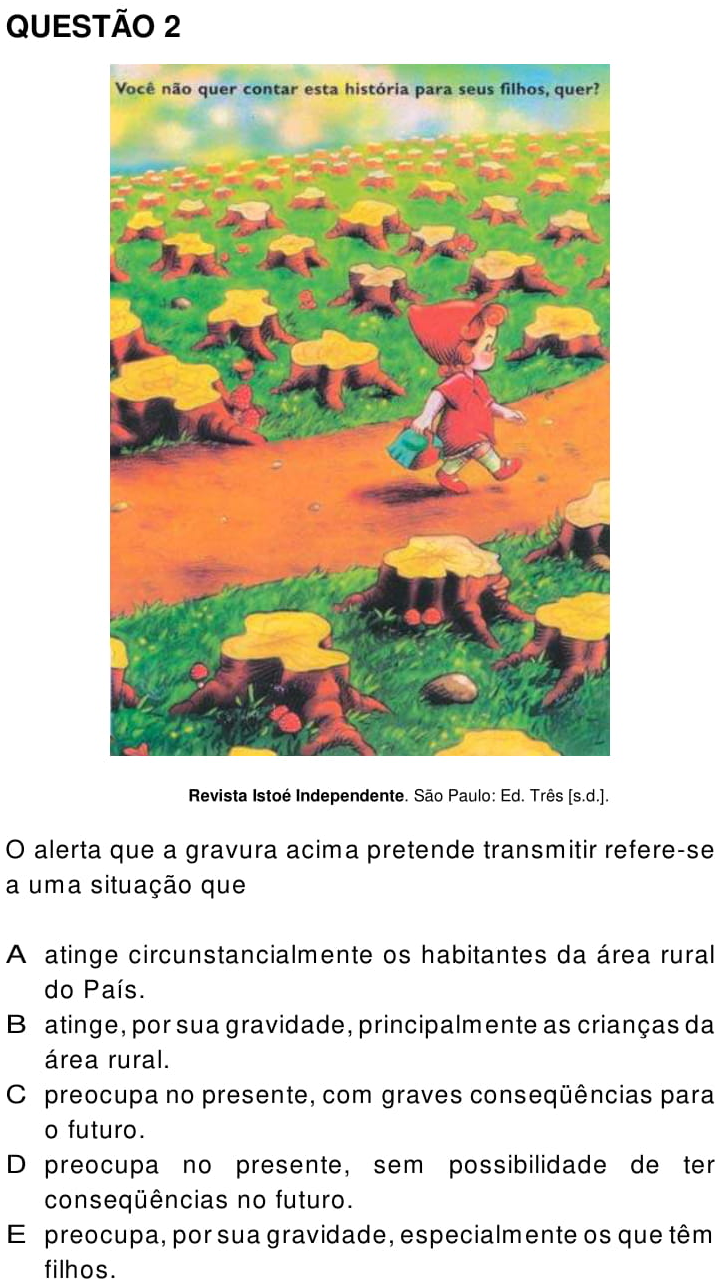 QUESTÃO 2
Você não quer contar esta história para seus filhos, quer?
Revista Istoé Independente. São Paulo: Ed. Três [s.d.].
O alerta que a gravura acima pretende transmitir refere-se
a uma situação que
A atinge circunstancialmente os habitantes da área rural
do País.
B atinge, por sua gravidade, principalmente as crianças da
área rural.
C preocupa no presente, com graves conseqüências para
o futuro.
D preocupa no presente, sem possibilidade de ter
conseqüências no futuro.
E preocupa, por sua gravidade, especialmente os que têm
filhos.